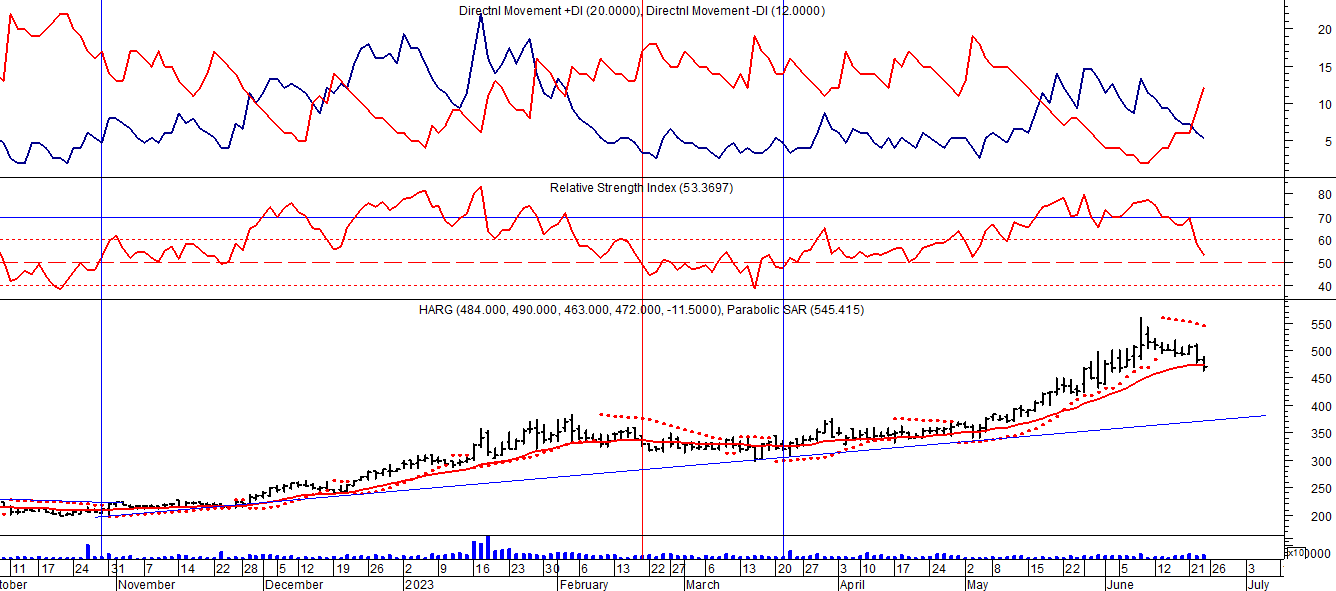 Directnl Movement +DI (20.0000), Directnl Movement -DI (12.0000)
20
15
10
5
Relative Strength Index (53.3697)
80
70
60
50
40
HARG (484.000, 490.000, 463.000, 472.000, -11.5000), Parabolic SAR (545.415)
550
500
450
400
350
300
250
200
x10 0000
11 17 24 31 7 14 22 28 5 12 19 26 2 9 16 23 30 6 13 22 27 6 13 20 27 3 10 17 24 2 8 15 22 5 12 21 26 3
tober November December 2023 February March April May June July